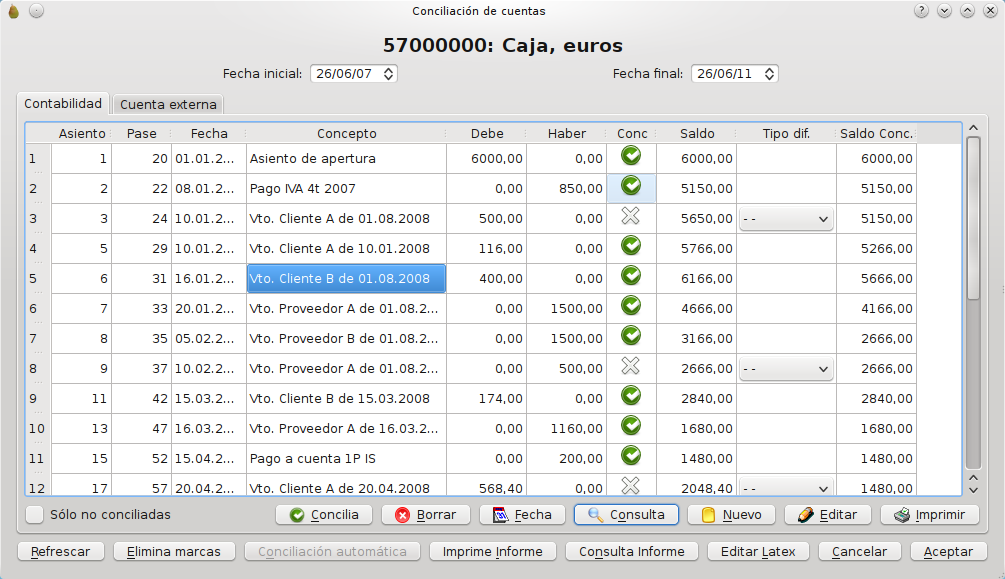 Conciliación de cuentas
57000000: Caja, euros
Fecha inicial: 26/06/07 Fecha final: 26/06/11
Contabilidad Cuenta externa
Asiento Pase Fecha Concepto Debe Haber Conc Saldo Tipo dif. Saldo Conc.
1 1 20 01.01.2... Asiento de apertura 6000,00 0,00 6000,00 6000,00
2 2 22 08.01.2... Pago IVA 4t 2007 0,00 850,00 5150,00 5150,00
3 3 24 10.01.2... Vto. Cliente A de 01.08.2008 500,00 0,00 5650,00 - - 5150,00
4 5 29 10.01.2... Vto. Cliente A de 10.01.2008 116,00 0,00 5766,00 5266,00
5 6 31 16.01.2... Vto. Cliente B de 01.08.2008 400,00 0,00 6166,00 5666,00
6 7 33 20.01.2... Vto. Proveedor A de 01.08.2... 0,00 1500,00 4666,00 4166,00
7 8 35 05.02.2... Vto. Proveedor B de 01.08.2... 0,00 1500,00 3166,00 2666,00
8 9 37 10.02.2... Vto. Proveedor A de 01.08.2... 0,00 500,00 2666,00 - - 2666,00
9 11 42 15.03.2... Vto. Cliente B de 15.03.2008 174,00 0,00 2840,00 2840,00
10 13 47 16.03.2... Vto. Proveedor A de 16.03.2... 0,00 1160,00 1680,00 1680,00
11 15 52 15.04.2... Pago a cuenta 1P IS 0,00 200,00 1480,00 1480,00
12 17 57 20.04.2... Vto. Cliente A de 20.04.2008 568,40 0,00 2048,40 - - 1480,00
Sólo no conciliadas Concilia Borrar Fecha Consulta Nuevo Editar Imprimir
Refrescar Elimina marcas Conciliación automática Imprime Informe Consulta Informe Editar Latex Cancelar Aceptar